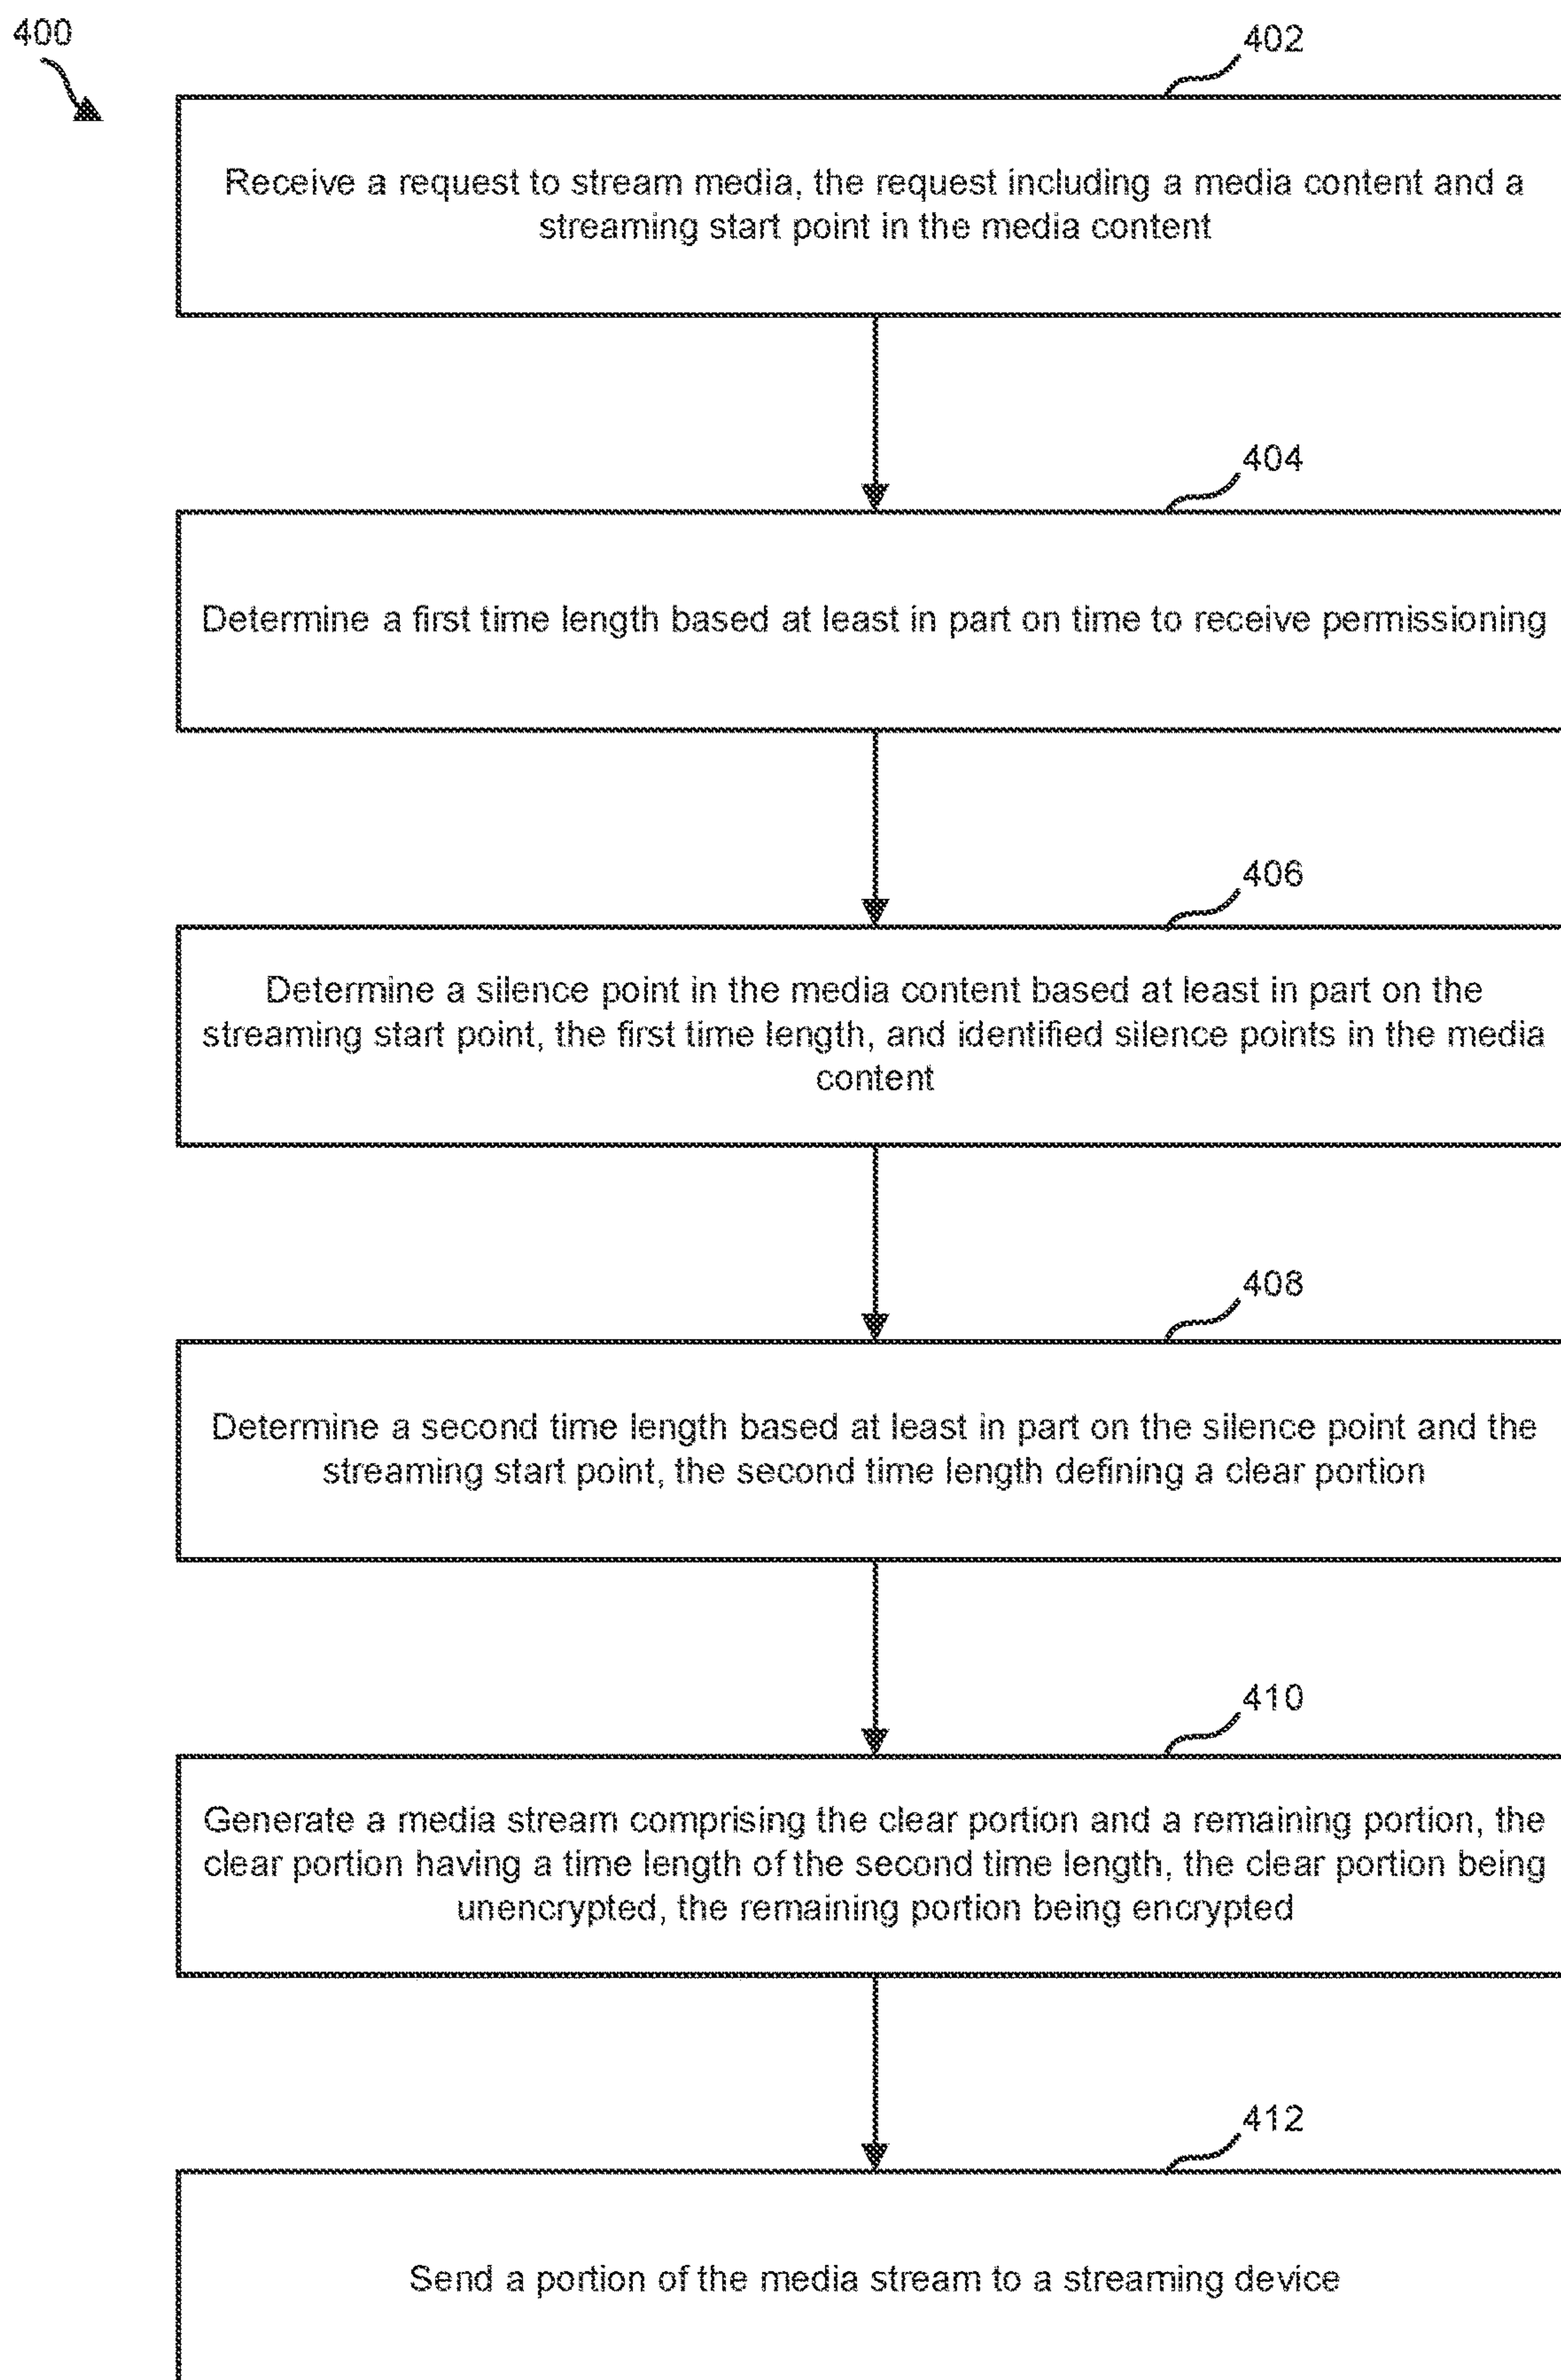 400
402
Receive a request to stream media, the request including a media content and a
streaming start point in the media content
404
Determine a first time length based at least in part on time to receive permissioning
406
Determine a silence point in the media content based at least in part on the
streaming start point, the first time length, and identified silence points in the media
content
408
Determine a second time length based at least in part on the silence point and the
streaming start point, the second time length defining a clear portion
410
Generate a media stream comprising the clear portion and a remaining portion, the
clear portion having a time length of the second time length, the clear portion being
unencrypted, the remaining portion being encrypted
412
Send a portion of the media stream to a streaming device